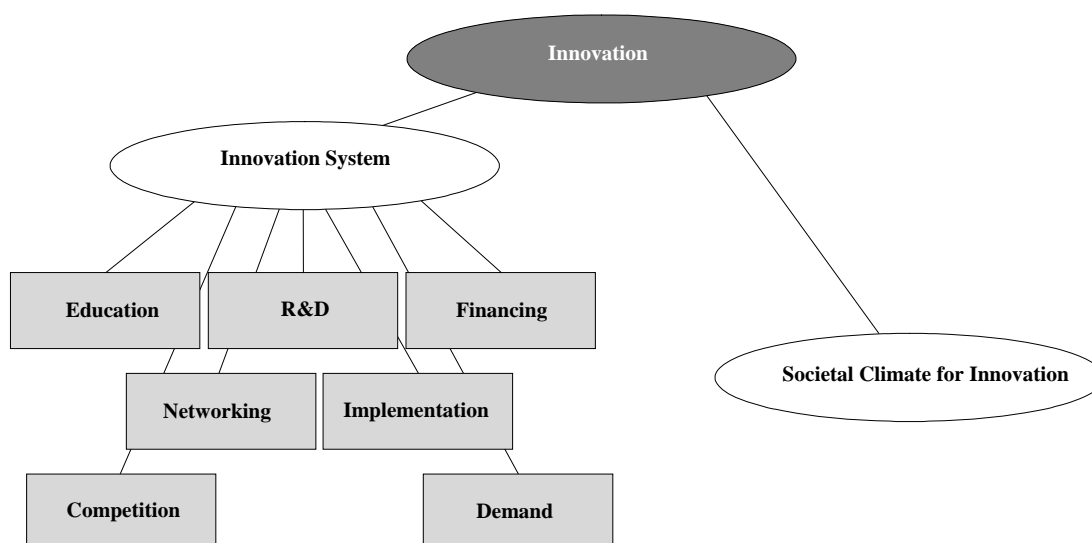 Innovation
Innovation System
Education
R&D
Financing
Societal Climate for Innovation
Networking
Implementation
Competition
Demand